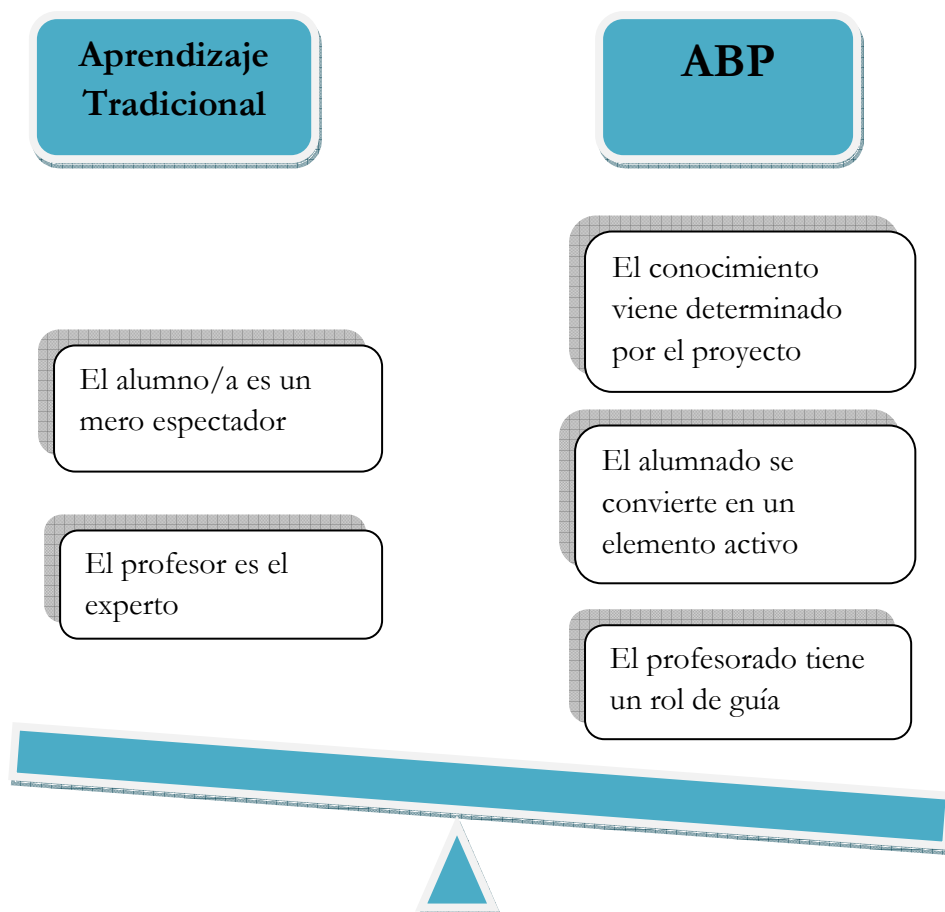 Aprendizaje
Tradicional
ABP
El alumno/a es un
mero espectador
El profesor es el
experto
El conocimiento
viene determinado
por el proyecto
El alumnado se
convierte en un
elemento activo
El profesorado tiene
un rol de guía